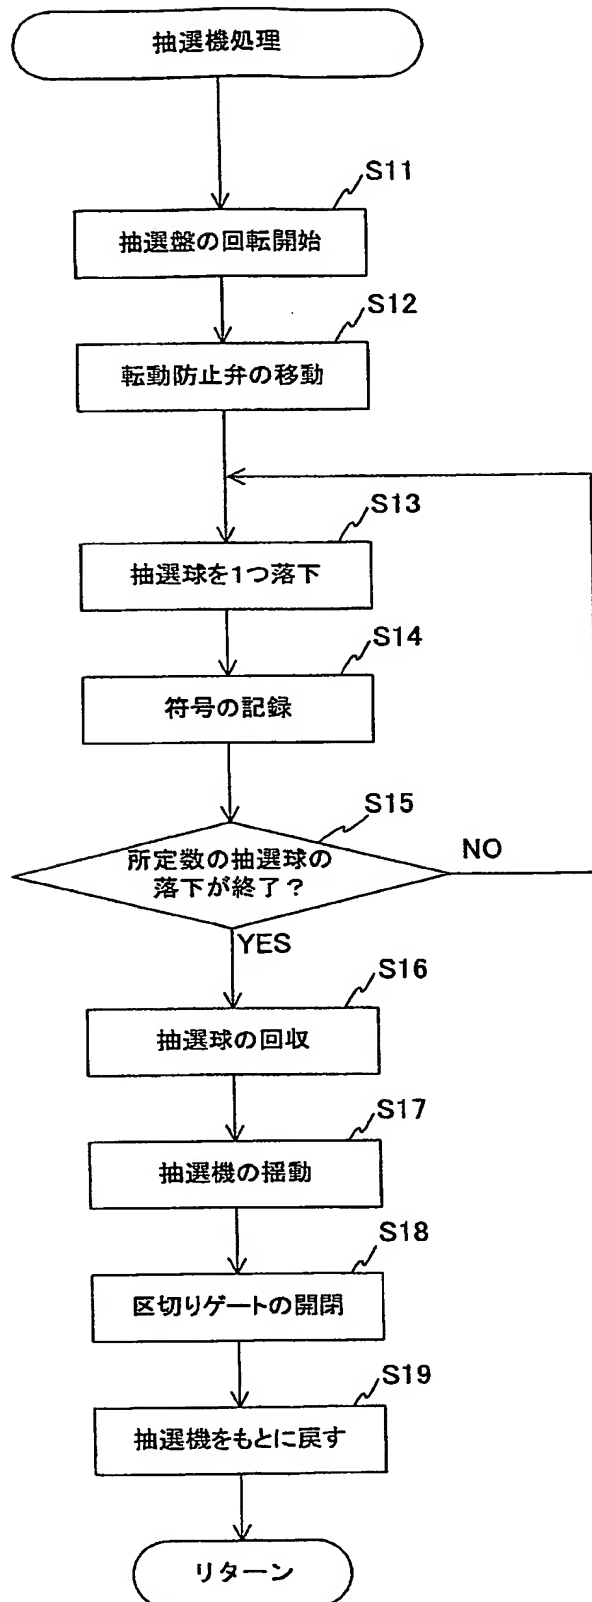 抽選機処理
S11
抽選盤の回転開始
S12
転動防止弁の移動
S13
抽選球を1つ落下
S14
符号の記録
S15
所定数の抽選球の
落下が終了？
NO
YES
S16
抽選球の回収
S17
抽選機の揺動
S18
区切りゲートの開閉
S19
抽選機をもとに戻す
リターン